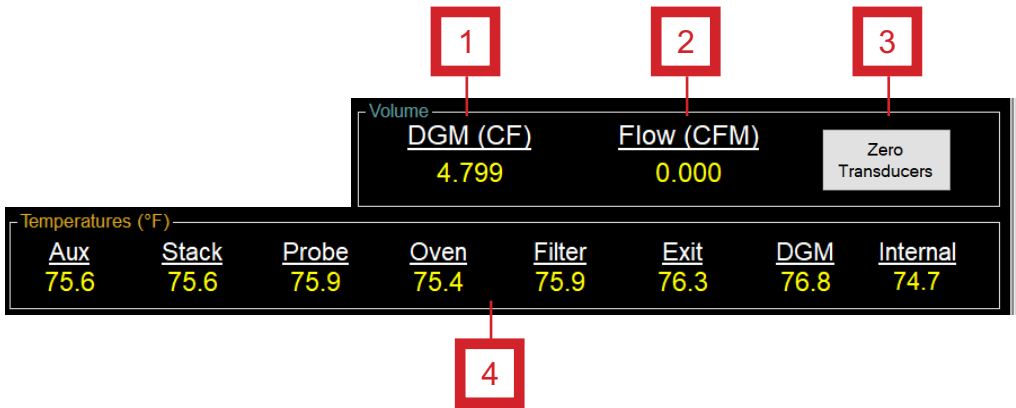 1 2 3
Volume
DGM (CF) Flow (CFM) Zero
Transducers
4.799 0.000
Temperatures (°F)
Aux Stack Probe Oven Filter Exit DGM Internal
75.6 75.6 75.9 75.4 75.9 76.3 76.8 74.7
4